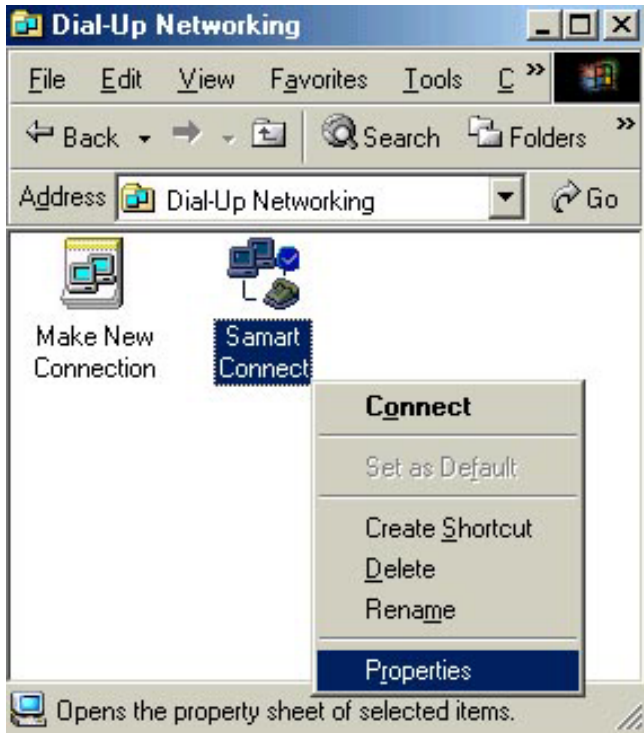 Dial-Up Networking
File Edit View Favorites Tools C »
Back Search Folders »
Address Dial-Up Networking Go
Make New Connection
Samart Connect
Connect
Set as Default
Create Shortcut
Delete
Rename
Properties
Opens the property sheet of selected items.